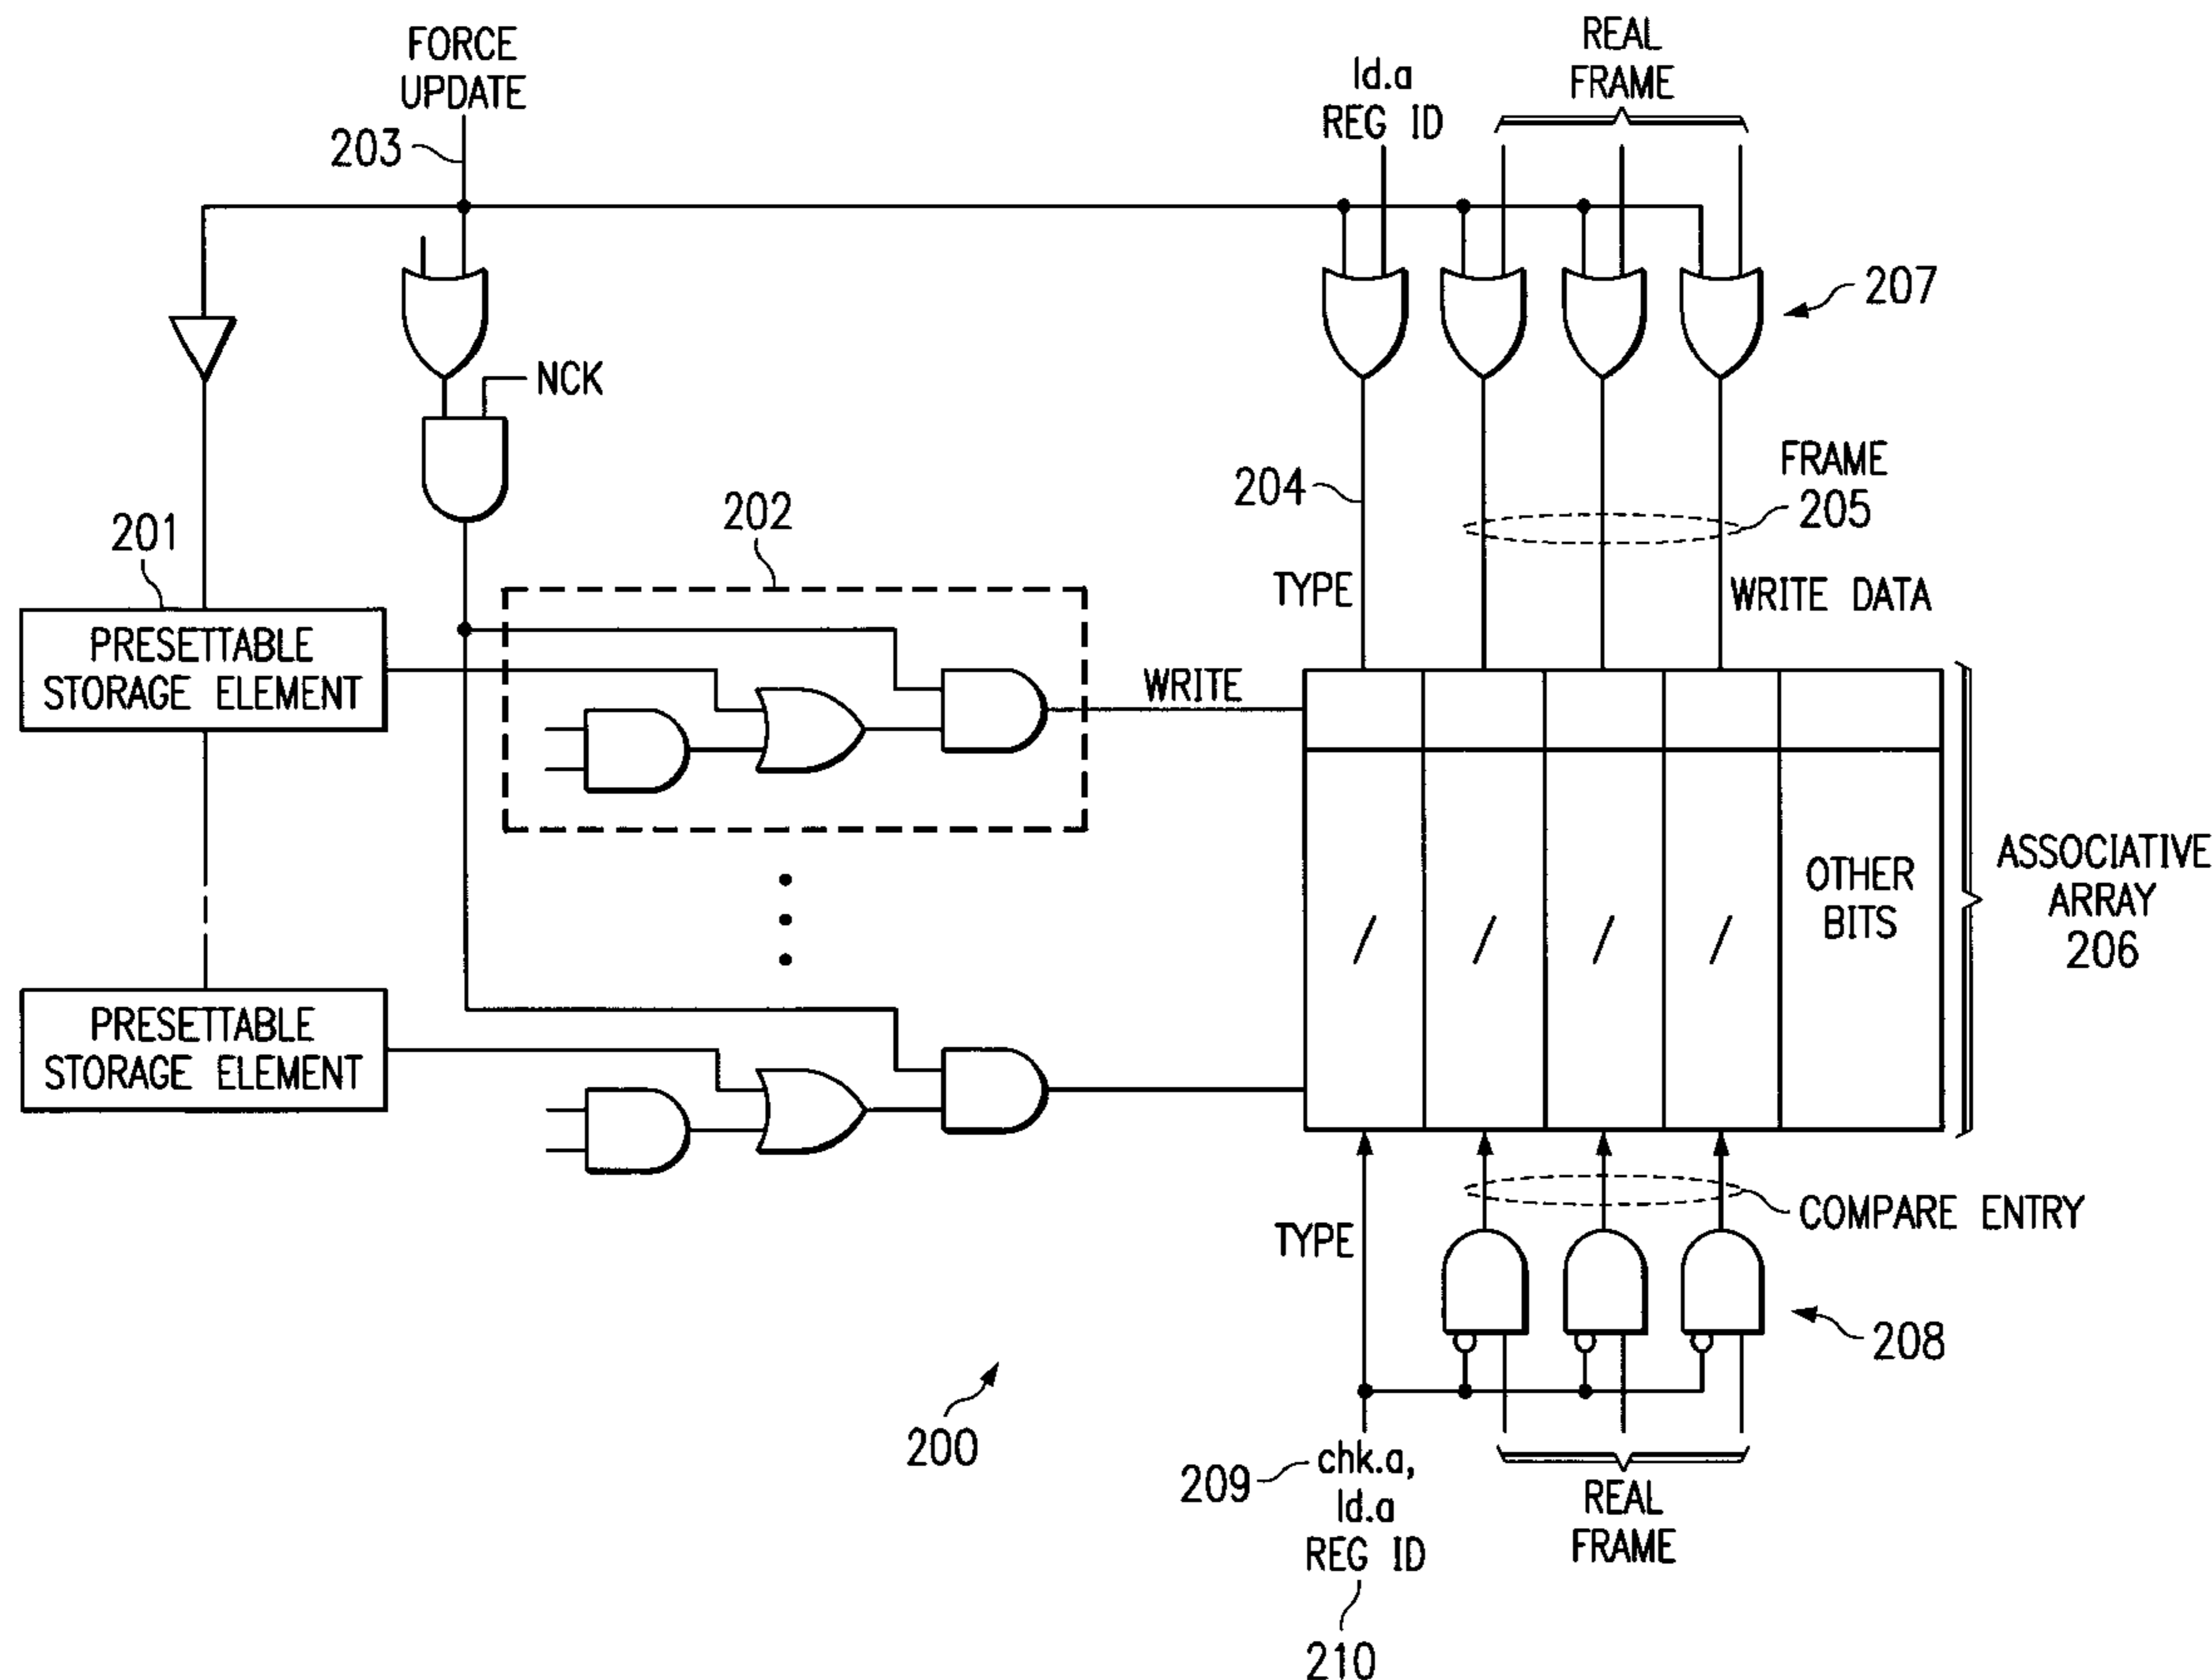 FORCE
UPDATE
203
ld.a
REG ID
REAL
FRAME
207
NCK
204
FRAME
205
202
201
TYPE
WRITE DATA
PRESETTABLE
STORAGE ELEMENT
WRITE
OTHER
BITS
ASSOCIATIVE
ARRAY
206
/ / / /
PRESETTABLE
STORAGE ELEMENT
COMPARE ENTRY
TYPE
208
200
209
chk.a,
ld.a
REG ID
210
REAL
FRAME